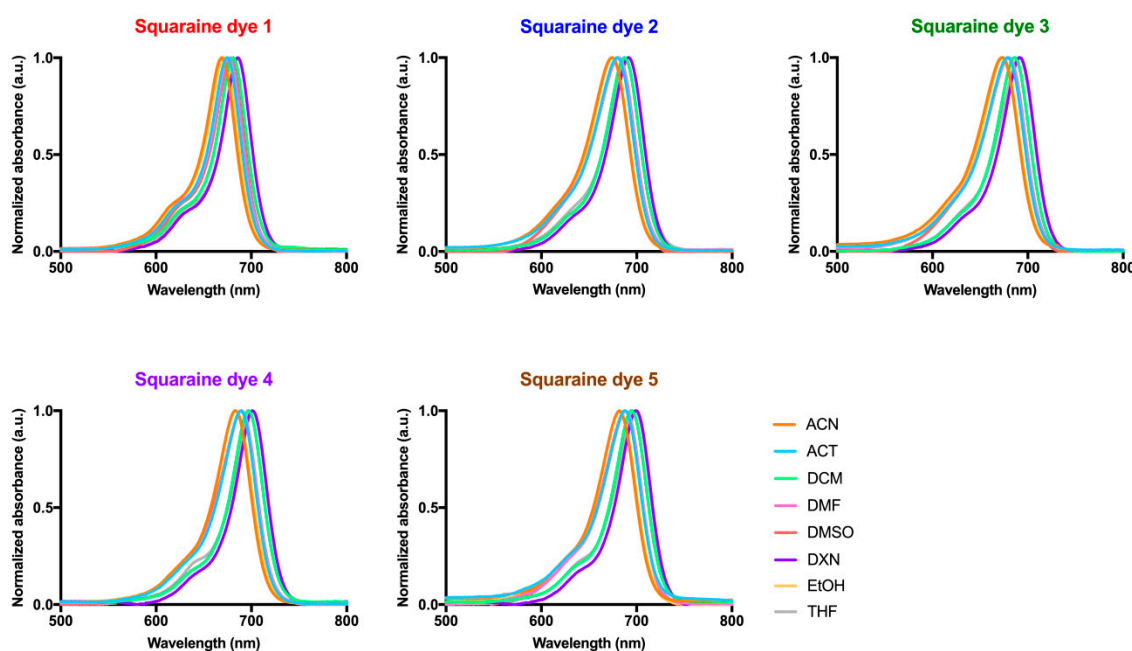 Squaraine dye 1
Squaraine dye 2
Squaraine dye 3
Normalized absorbance (a.u.)
1.0
0.5
0.0
500
600
700
800
Wavelength (nm)
Normalized absorbance (a.u.)
1.0
0.5
0.0
500
600
700
800
Wavelength (nm)
Normalized absorbance (a.u.)
1.0
0.5
0.0
500
600
700
800
Wavelength (nm)
Squaraine dye 4
Squaraine dye 5
Normalized absorbance (a.u.)
1.0
0.5
0.0
500
600
700
800
Wavelength (nm)
Normalized absorbance (a.u.)
1.0
0.5
0.0
500
600
700
800
Wavelength (nm)
ACN
ACT
DCM
DMF
DMSO
DXN
EtOH
THF